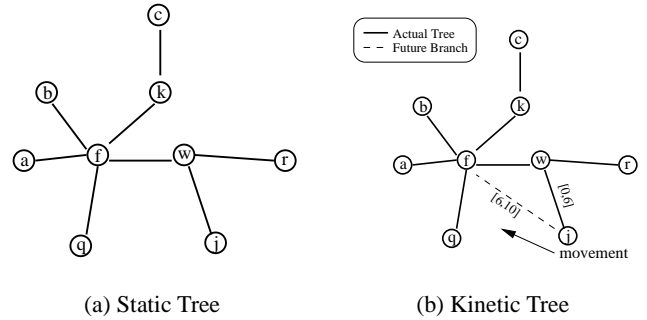 c
b
k
a
f
w
r
q
j
(a) Static Tree
Actual Tree
Future Branch
c
b
k
a
f
w
r
[0,6]
[6,10]
q
j
movement
(b) Kinetic Tree